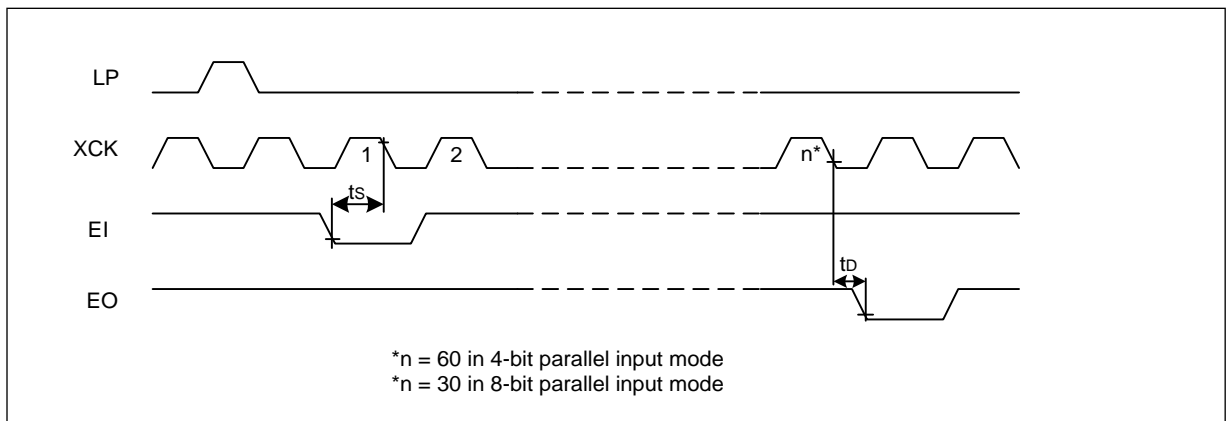 LP
XCK
1
2
n*
ts
EI
tD
EO
*n = 60 in 4-bit parallel input mode
*n = 30 in 8-bit parallel input mode